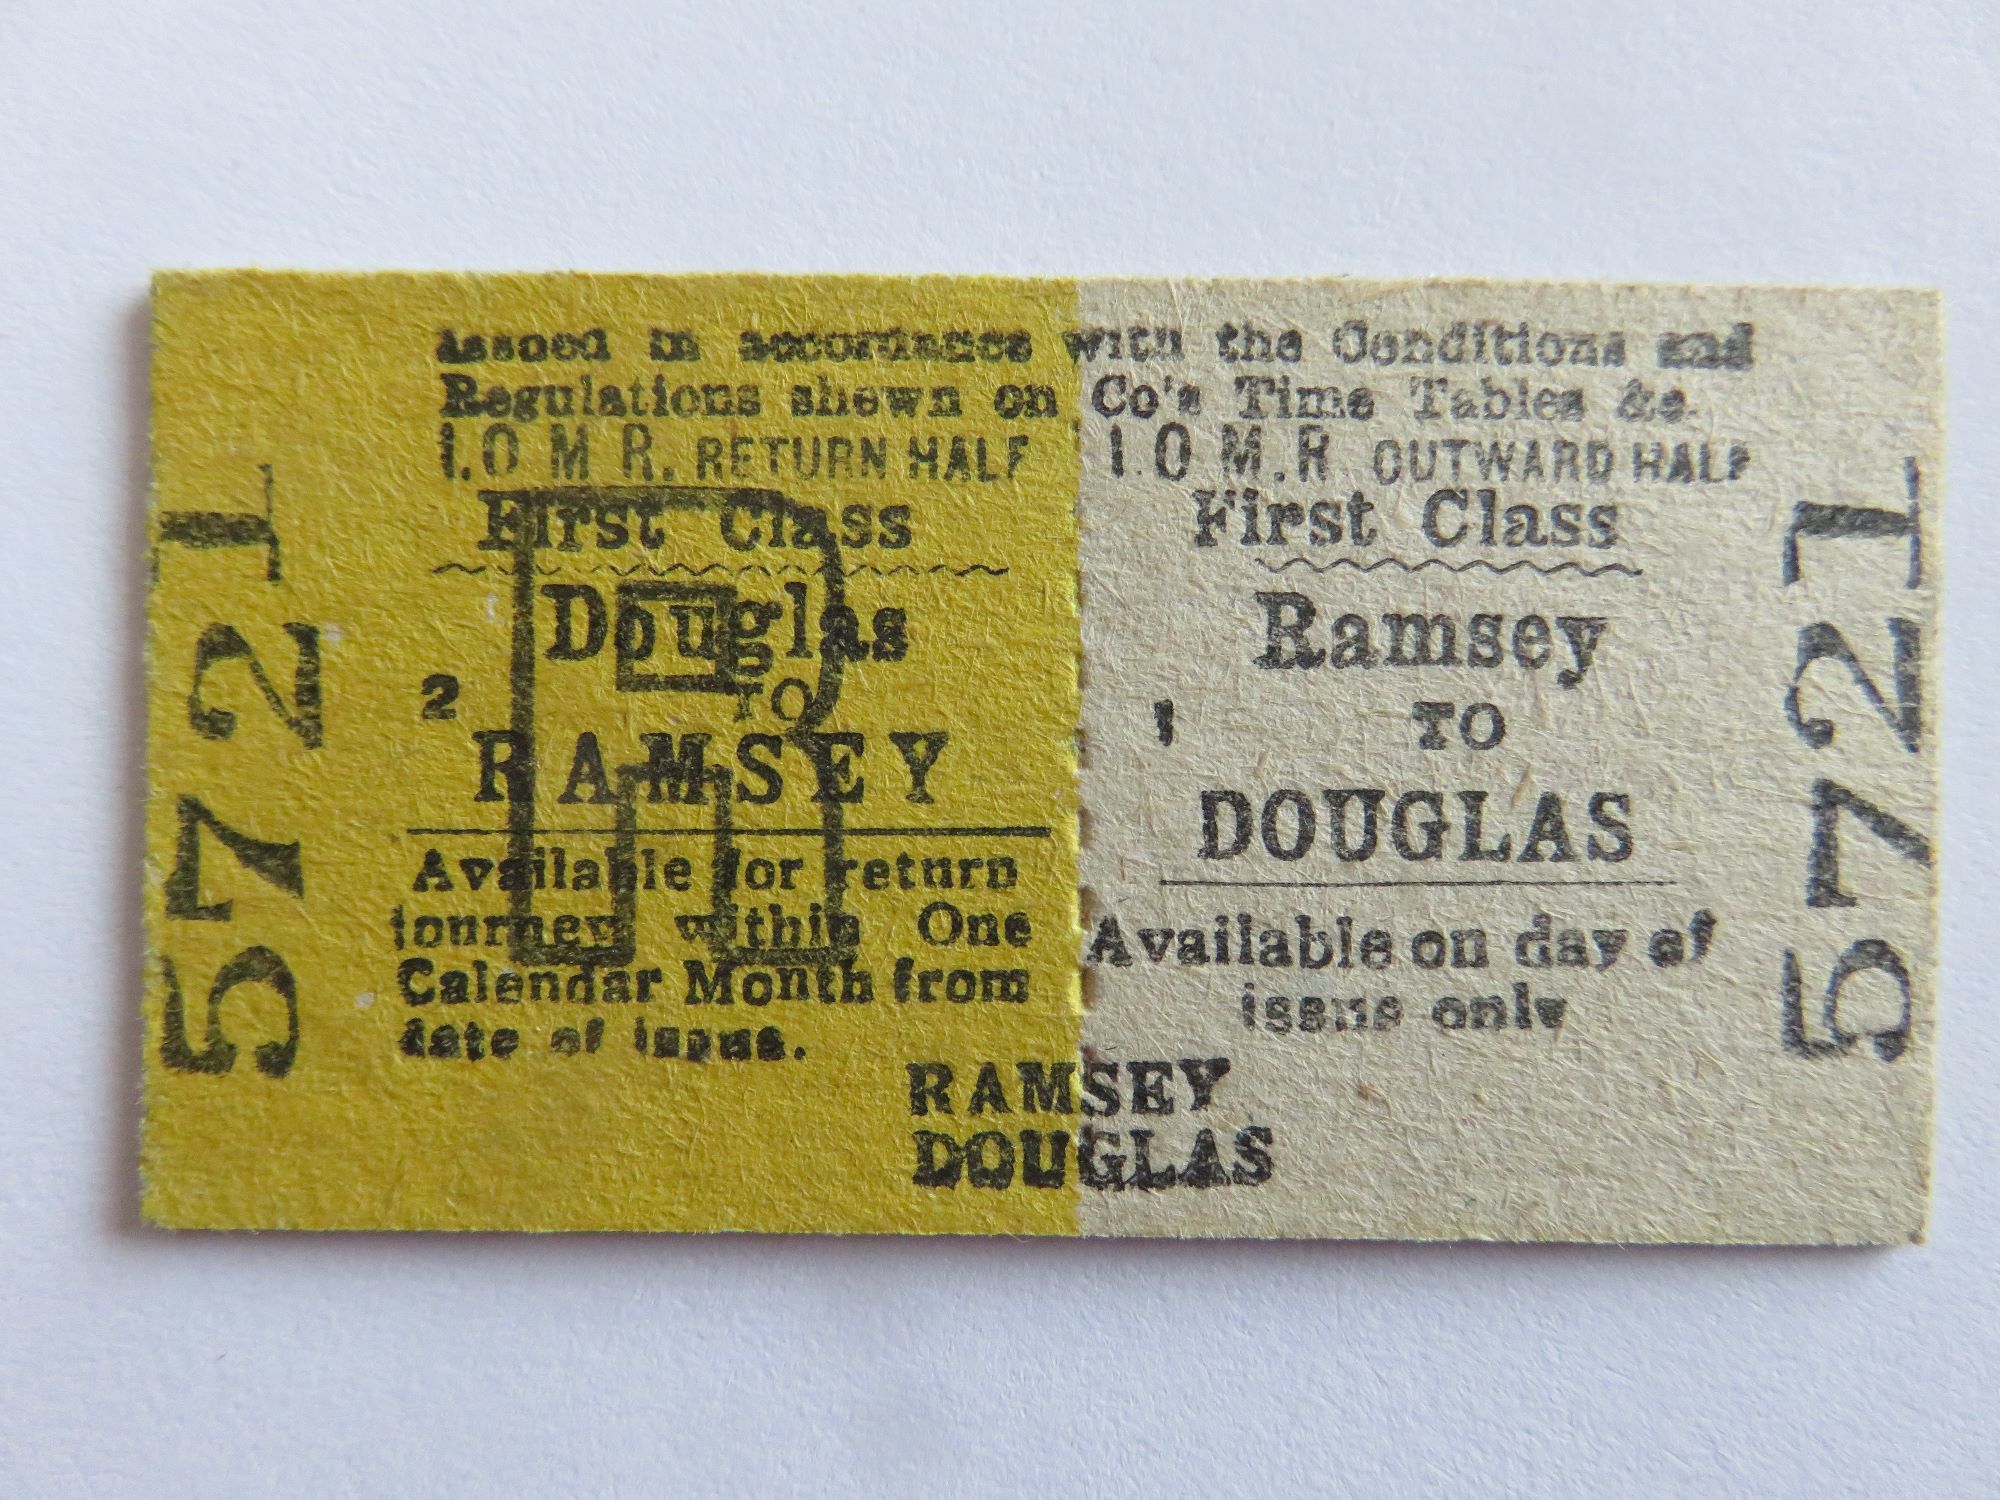 Issued in accordance with the Conditions and
Regulations shewn on Co's Time Tables &c.
I.O M R. RETURN HALF
First Class
Douglas
2
TO
RAMSEY
Available for return
journey within One
Calendar Month from
date of issue.
I.O M.R OUTWARD HALF
First Class
Ramsey
1
TO
DOUGLAS
Available on day of
issue only
RAMSEY
DOUGLAS
5721
5721
R